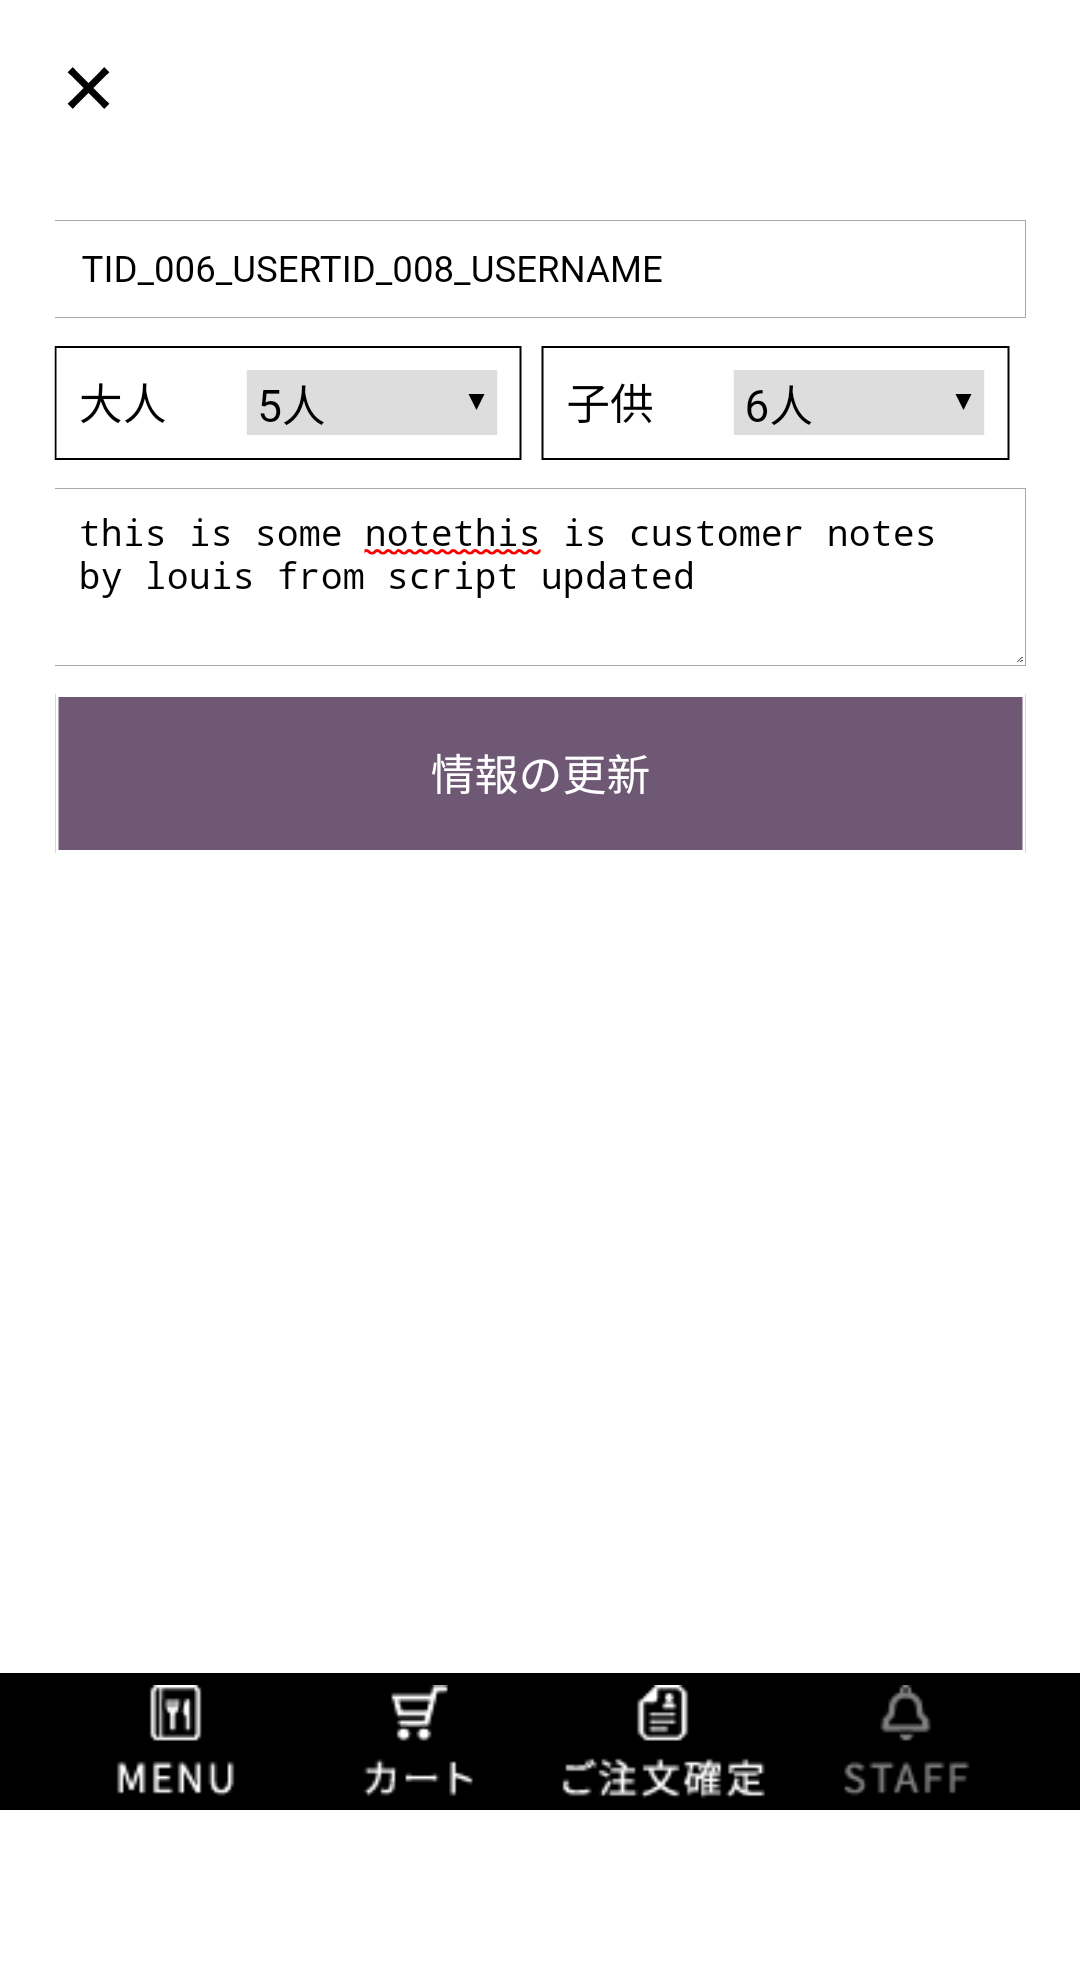 TID_006_USERTID_008_USERNAME
大人 5人 子供 6人
this is some notethis is customer notes
by louis from script updated
情報の更新
MENU カート ご注文確定 STAFF